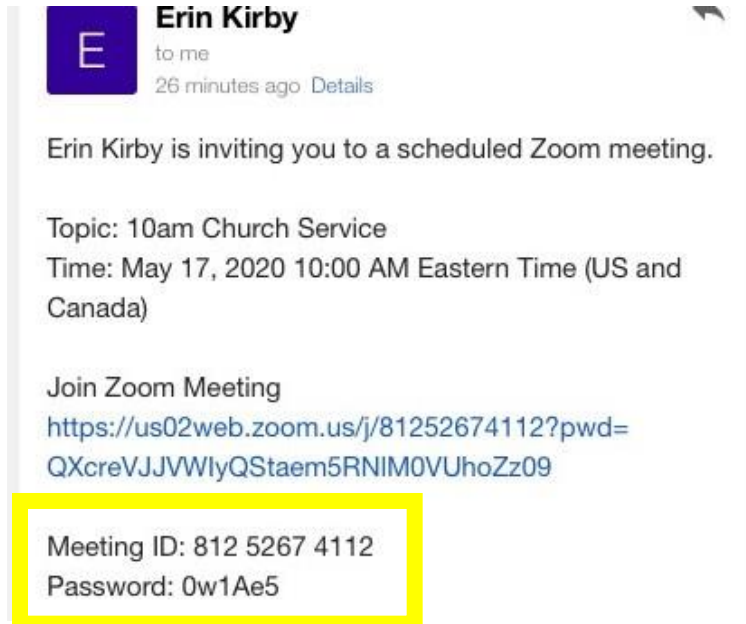 Erin Kirby
E
to me
26 minutes ago Details
Erin Kirby is inviting you to a scheduled Zoom meeting.
Topic: 10am Church Service
Time: May 17, 2020 10:00 AM Eastern Time (US and
Canada)
Join Zoom Meeting
https://us02web.zoom.us/j/81252674112?pwd=
QXcreVJJVWIyQStaem5RNlM0VUhoZz09
Meeting ID: 812 5267 4112
Password: 0w1Ae5